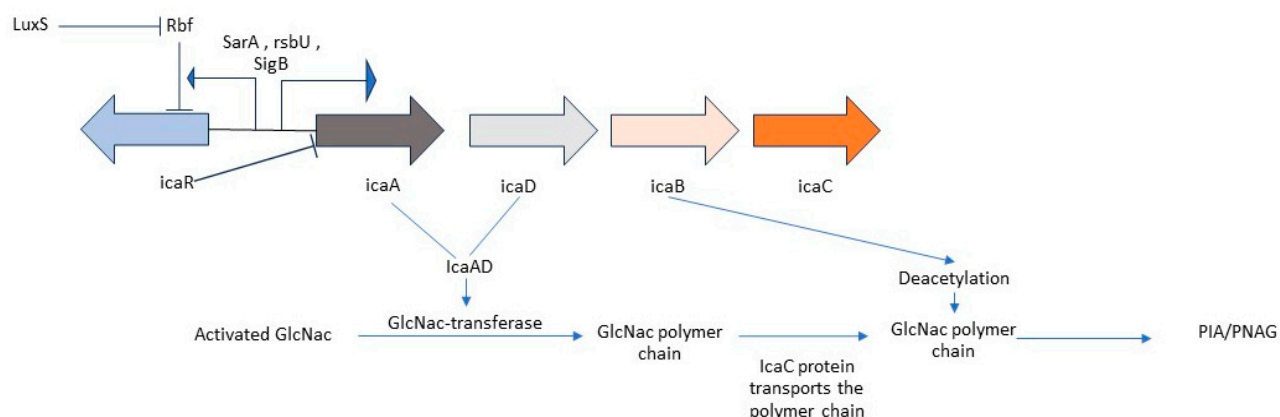 LuxS
Rbf
SarA , rsbU ,
SigB
icaR
icaA
icaD
icaB
icaC
IcaAD
Deacetylation
Activated GlcNac
GlcNac-transferase
GlcNac polymer
chain
IcaC protein
transports the
polymer chain
GlcNac polymer
chain
PIA/PNAG